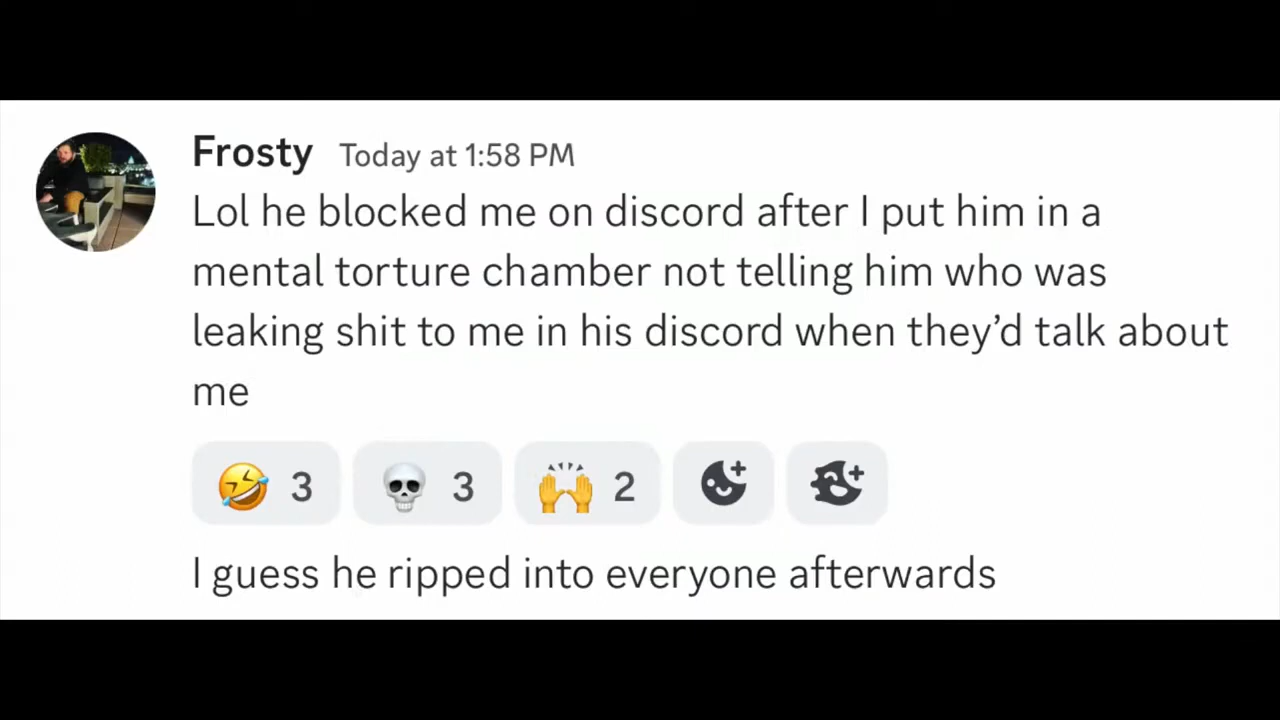 Frosty Today at 1:58 PM
Lol he blocked me on discord after I put him in a
mental torture chamber not telling him who was
leaking shit to me in his discord when they’d talk about
me
🤣 3 💀 3 🙌 2
I guess he ripped into everyone afterwards